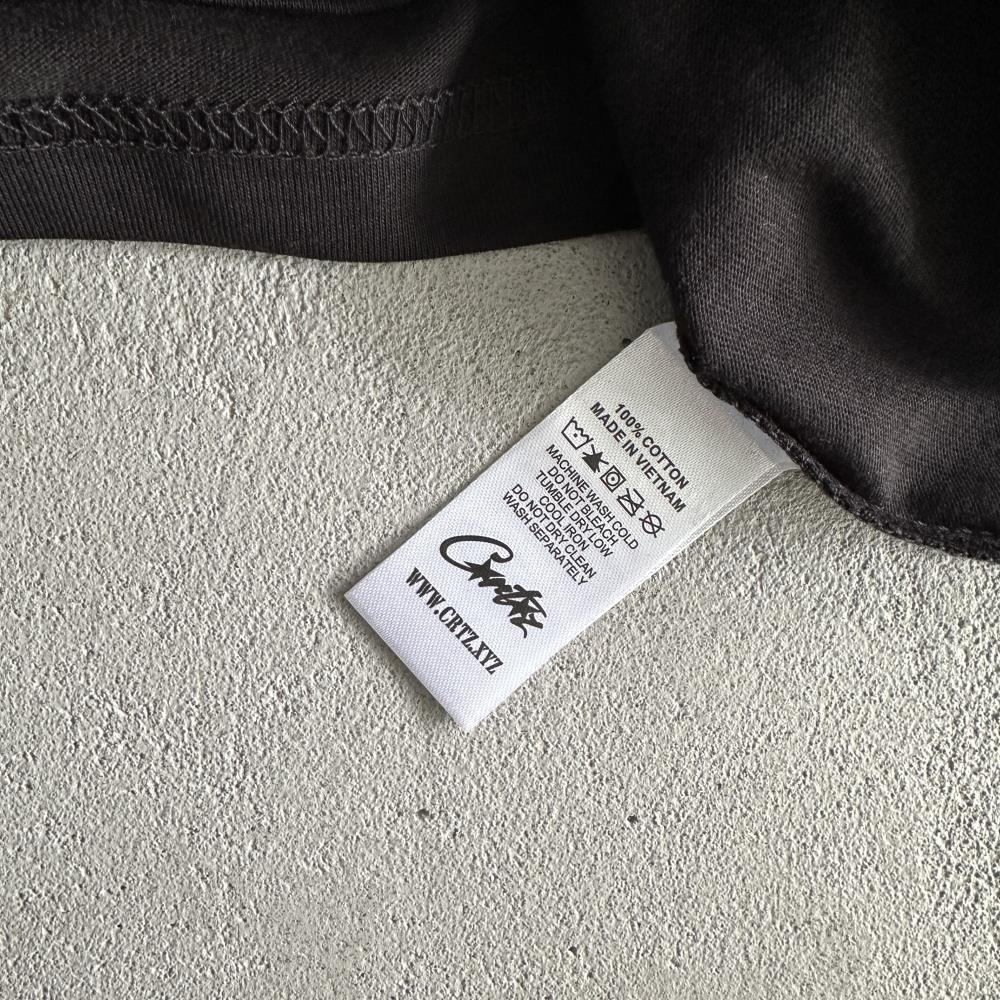 100% COTTON
MADE IN VIETNAM
MACHINE WASH COLD
DO NOT BLEACH
TUMBLE DRY LOW
COOL IRON
DO NOT DRY CLEAN
WASH SEPARATELY
Crtz
WWW.CRTZ.XYZ